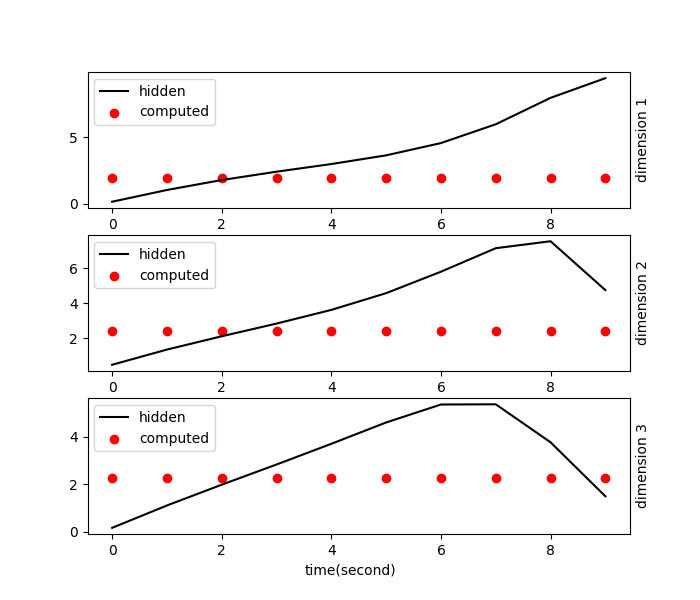 hidden
computed
5
0
0 2 4 6 8
dimension 1
hidden
computed
6
4
2
0 2 4 6 8
dimension 2
hidden
computed
4
2
0
0 2 4 6 8
dimension 3
time(second)